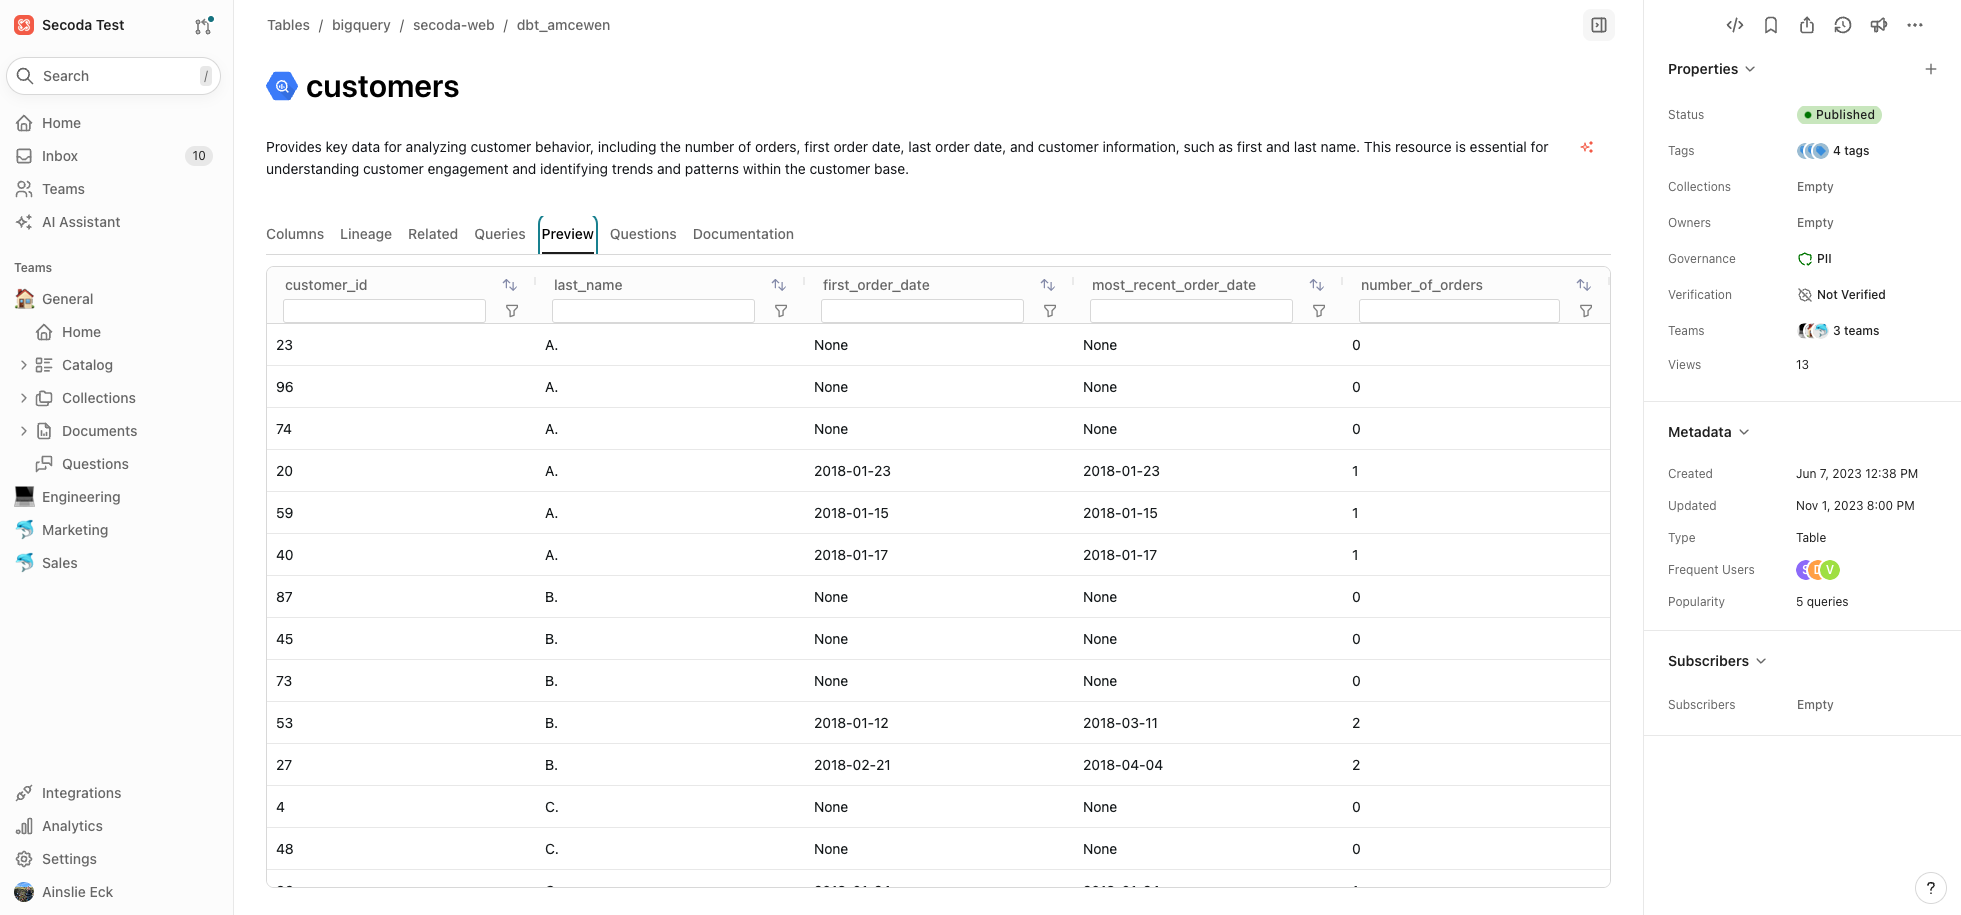 Secoda Test
Search /
Home
Inbox 10
Teams
AI Assistant
Teams
General
Home
Catalog
Collections
Documents
Questions
Engineering
Marketing
Sales
Integrations
Analytics
Settings
Ainslie Eck
Tables / bigquery / secoda-web / dbt_amcewen
customers
Provides key data for analyzing customer behavior, including the number of orders, first order date, last order date, and customer information, such as first and last name. This resource is essential for
understanding customer engagement and identifying trends and patterns within the customer base.
Columns Lineage Related Queries Preview Questions Documentation
customer_id last_name first_order_date most_recent_order_date number_of_orders
23 A. None None 0
96 A. None None 0
74 A. None None 0
20 A. 2018-01-23 2018-01-23 1
59 A. 2018-01-15 2018-01-15 1
40 A. 2018-01-17 2018-01-17 1
87 B. None None 0
45 B. None None 0
73 B. None None 0
53 B. 2018-01-12 2018-03-11 2
27 B. 2018-02-21 2018-04-04 2
4 C. None None 0
48 C. None None 0
Properties
Status Published
Tags 4 tags
Collections Empty
Owners Empty
Governance PII
Verification Not Verified
Teams 3 teams
Views 13
Metadata
Created Jun 7, 2023 12:38 PM
Updated Nov 1, 2023 8:00 PM
Type Table
Frequent Users V
Popularity 5 queries
Subscribers
Subscribers Empty
?